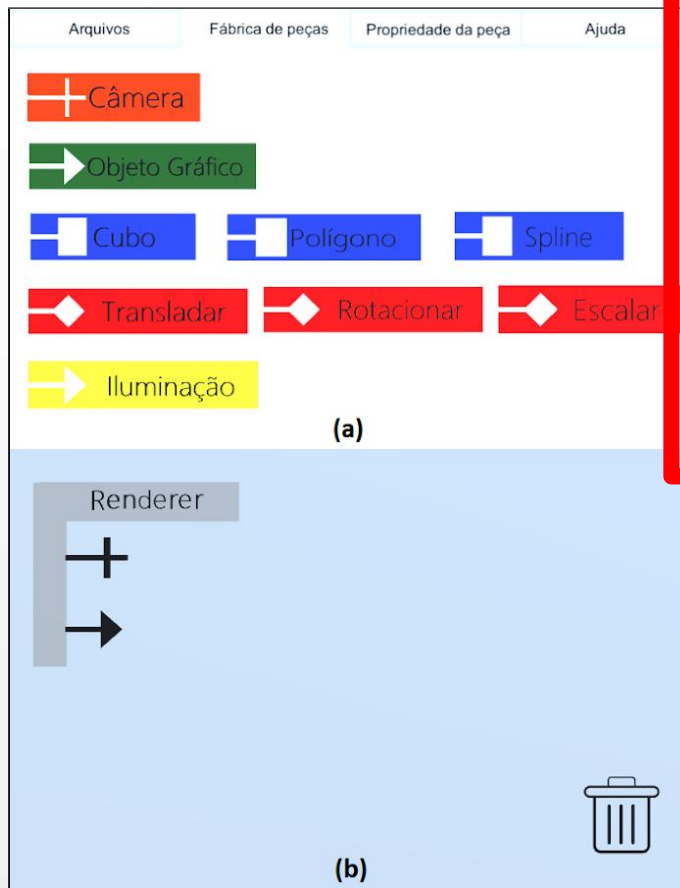 Arquivos Fábrica de peças Propriedade da peça Ajuda
Câmera
Objeto Gráfico
Cubo Polígono Spline
Transladar Rotacionar Escalar
Iluminação
(a)
Renderer
(b)